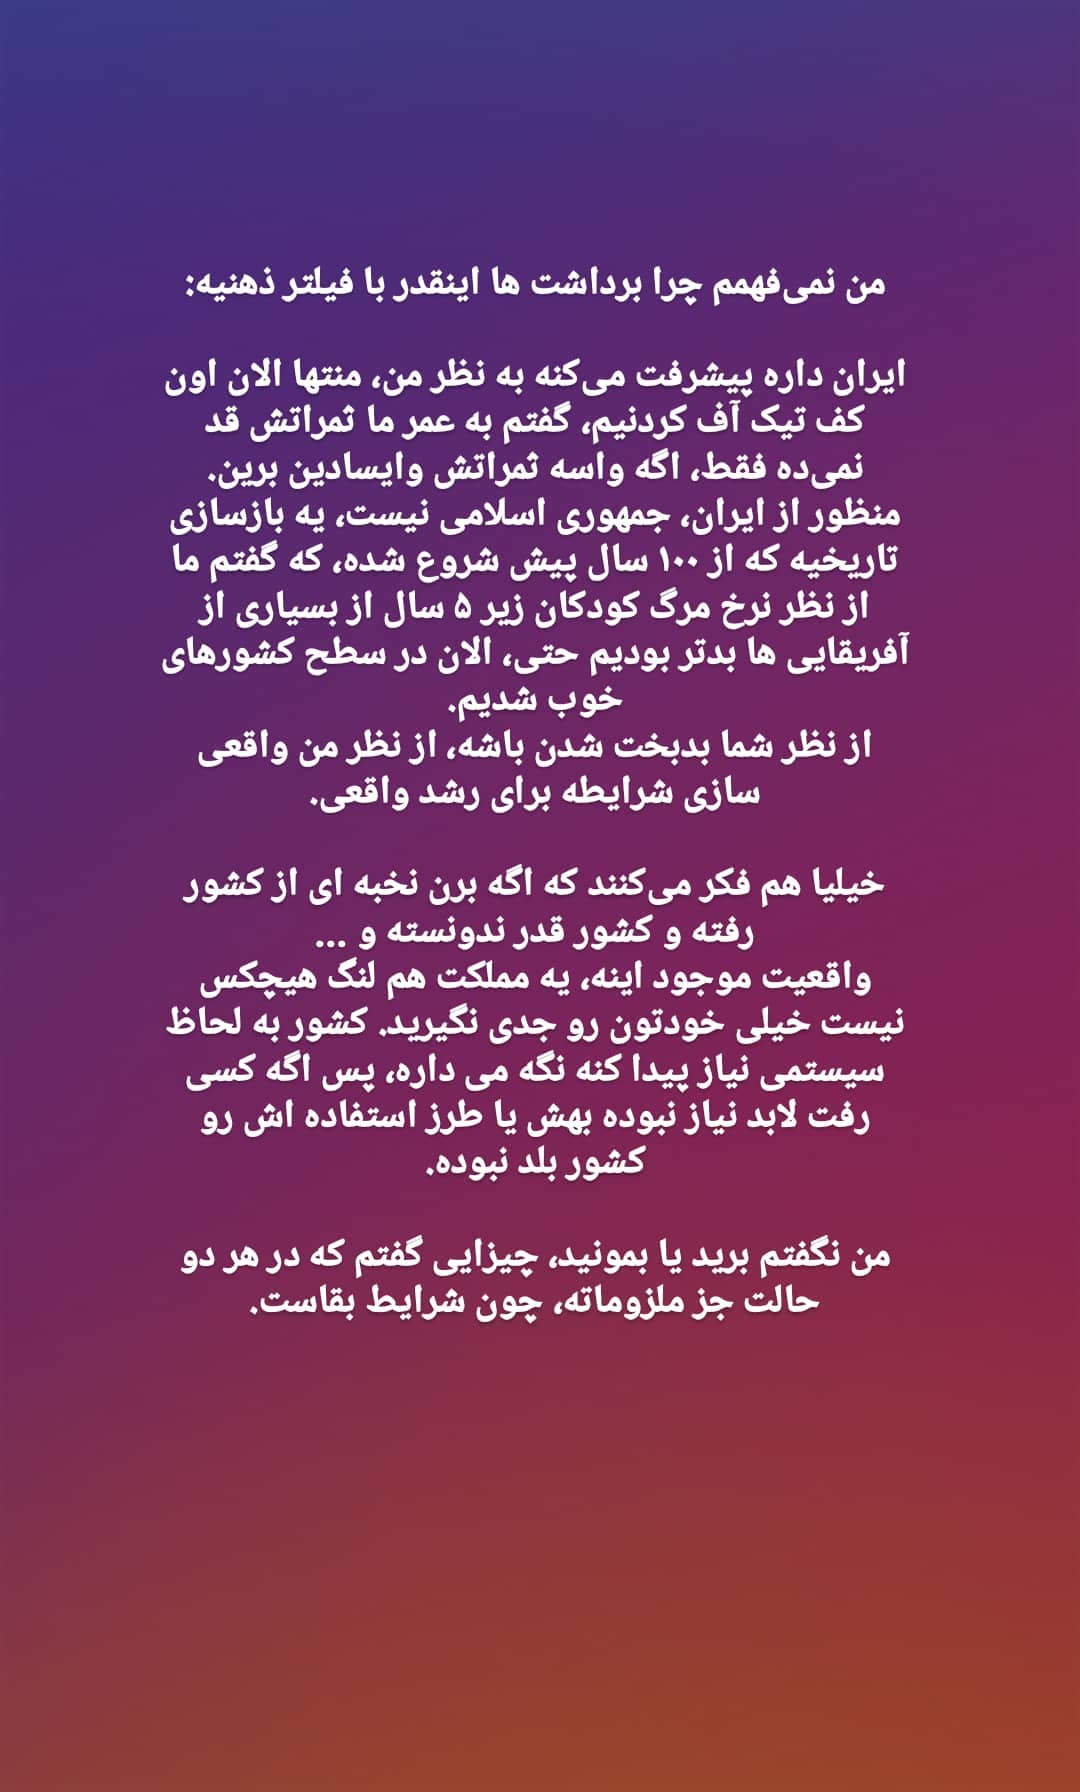 من نمی‌فهمم چرا برداشت ها اینقدر با فیلتر ذهنیه:
ایران داره پیشرفت می‌کنه به نظر من، منتها الان اون
کف تیک آف کردنیم، گفتم به عمر ما ثمراتش قد
نمی‌ده فقط، اگه واسه ثمراتش وایسادین برین.
منظور از ایران، جمهوری اسلامی نیست، یه بازسازی
تاریخیه که از ۱۰۰ سال پیش شروع شده، که گفتم ما
از نظر نرخ مرگ کودکان زیر ۵ سال از بسیاری از
آفریقایی ها بدتر بودیم حتی، الان در سطح کشورهای
خوب شدیم.
از نظر شما بدبخت شدن باشه، از نظر من واقعی
سازی شرایطه برای رشد واقعی.
خیلیا هم فکر می‌کنند که اگه برن نخبه ای از کشور
رفته و کشور قدر ندونسته و ...
واقعیت موجود اینه، یه مملکت هم لنگ هیچکس
نیست خیلی خودتون رو جدی نگیرید. کشور به لحاظ
سیستمی نیاز پیدا کنه نگه می داره، پس اگه کسی
رفت لابد نیاز نبوده بهش یا طرز استفاده اش رو
کشور بلد نبوده.
من نگفتم برید یا بمونید، چیزایی گفتم که در هر دو
حالت جز ملزوماته، چون شرایط بقاست.